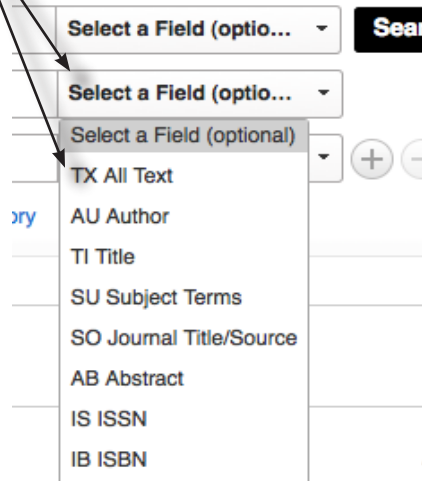 Select a Field (optio... Sear
Select a Field (optio...
Select a Field (optional)
TX All Text
ory AU Author
TI Title
SU Subject Terms
SO Journal Title/Source
AB Abstract
IS ISSN
IB ISBN